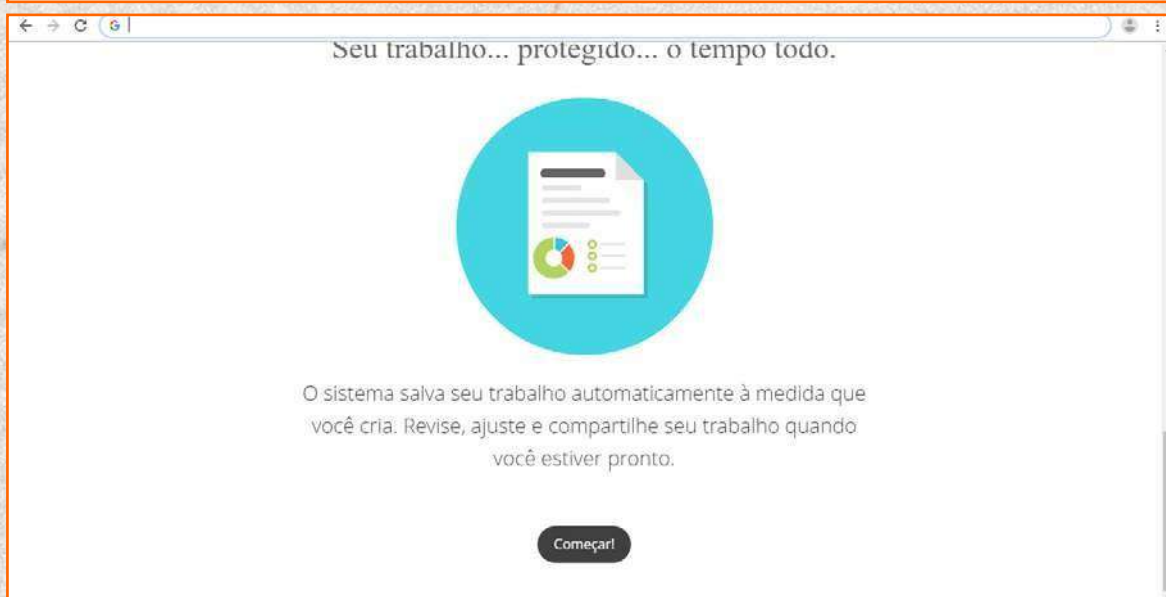 Seu trabalho... protegido... o tempo todo.
O sistema salva seu trabalho automaticamente à medida que
você cria. Revise, ajuste e compartilhe seu trabalho quando
você estiver pronto.
Começar!